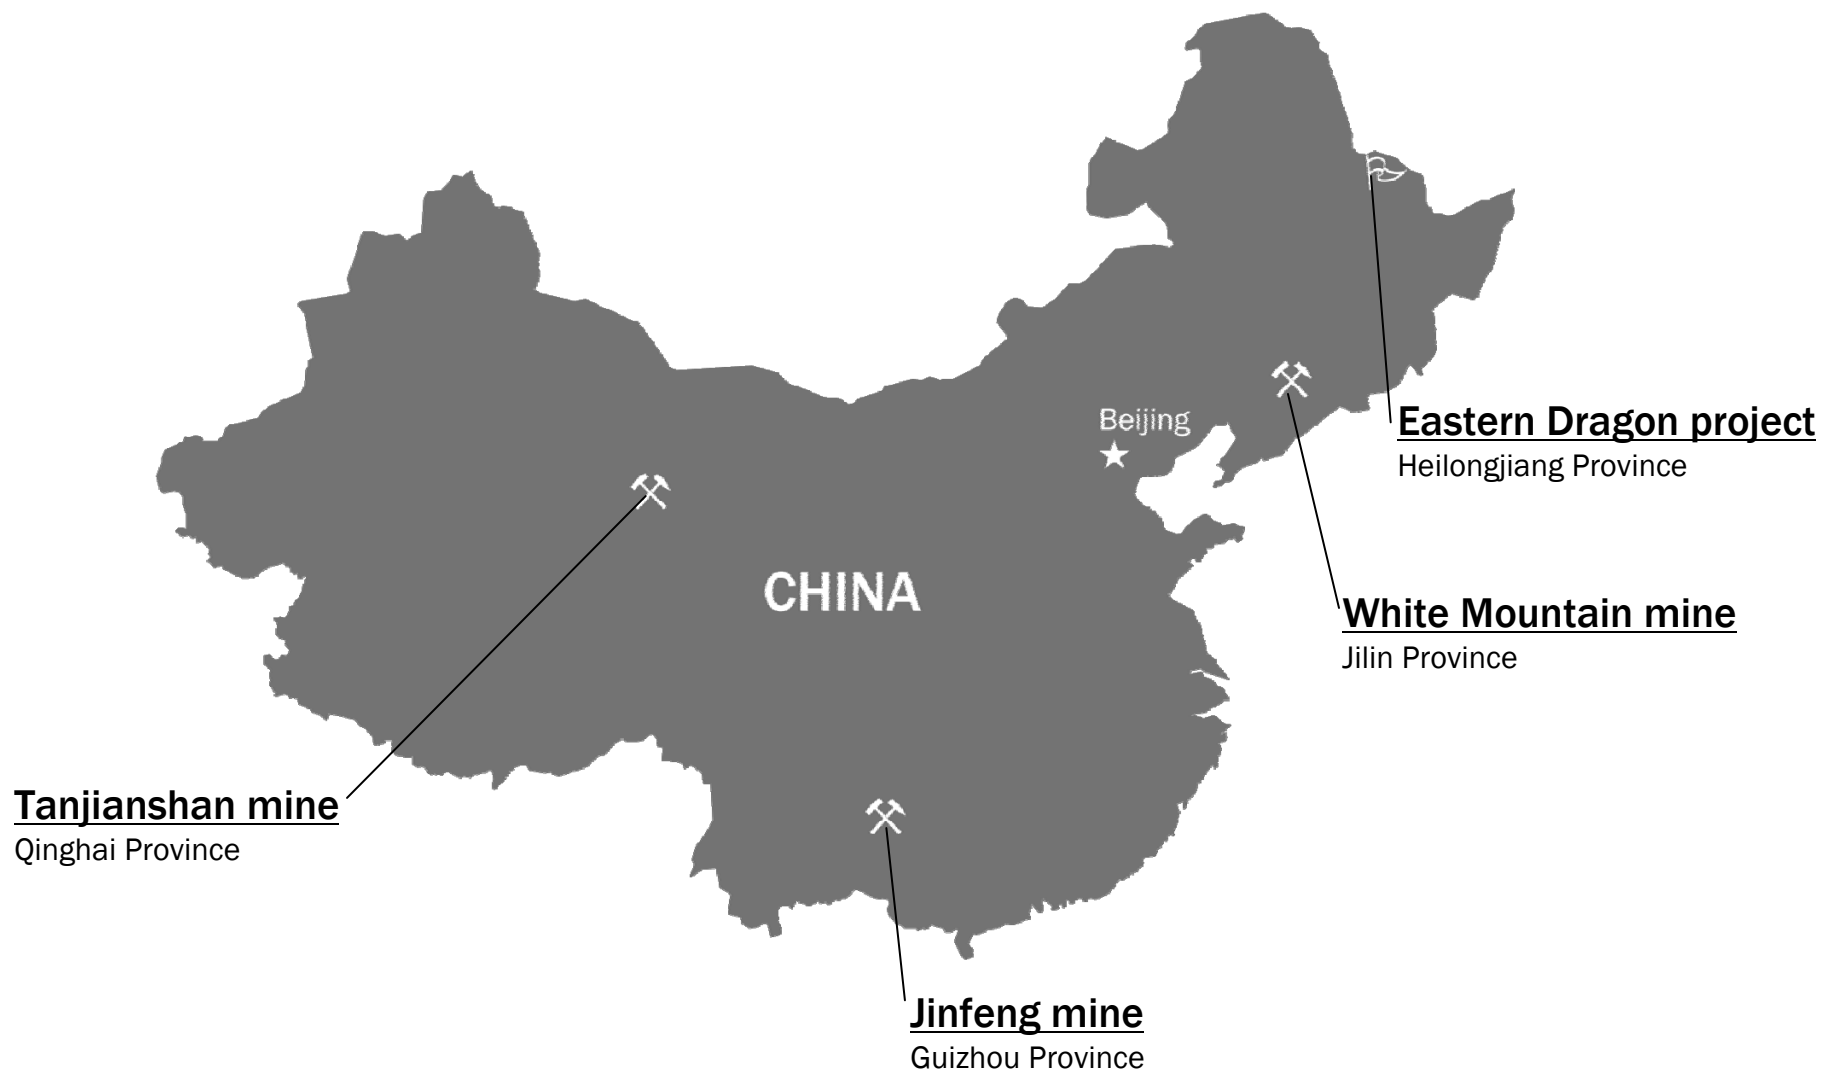 Beijing
Eastern Dragon project
Heilongjiang Province
CHINA
White Mountain mine
Jilin Province
Tanjianshan mine
Qinghai Province
Jinfeng mine
Guizhou Province